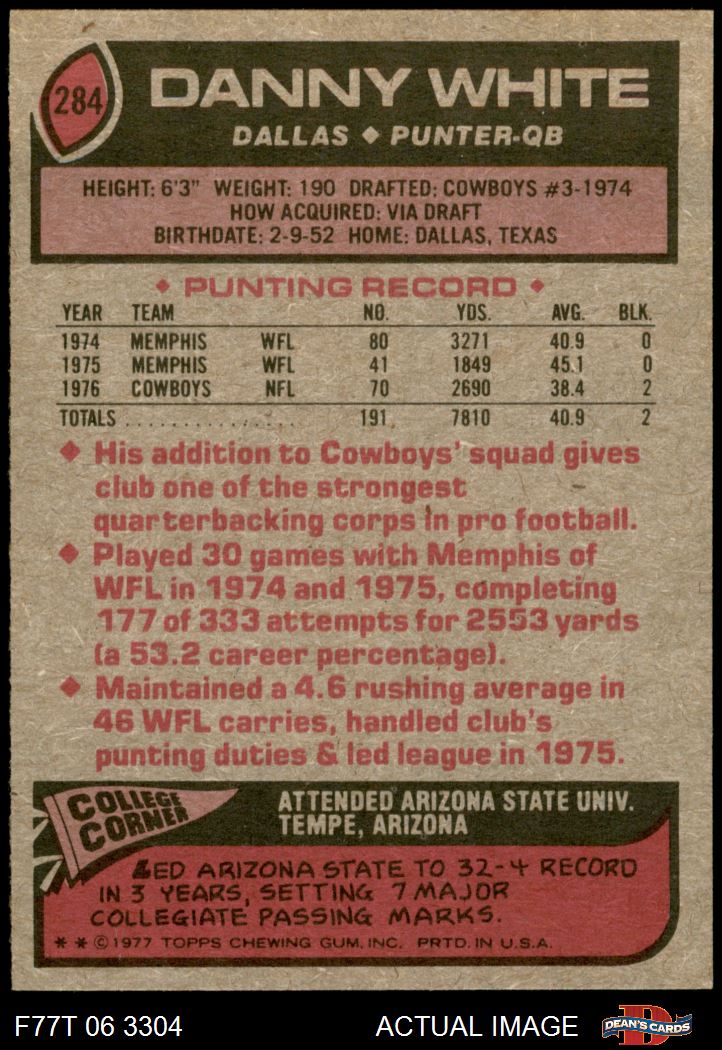 284
DANNY WHITE
DALLAS ◆ PUNTER-QB
HEIGHT: 6'3" WEIGHT: 190 DRAFTED: COWBOYS #3-1974
HOW ACQUIRED: VIA DRAFT
BIRTHDATE: 2-9-52 HOME: DALLAS, TEXAS
◆ PUNTING RECORD ◆
YEAR TEAM NO. YDS. AVG. BLK.
1974 MEMPHIS WFL 80 3271 40.9 0
1975 MEMPHIS WFL 41 1849 45.1 0
1976 COWBOYS NFL 70 2690 38.4 2
TOTALS . . . . . . . . . . . . . . . . 191 7810 40.9 2
◆ His addition to Cowboys' squad gives
club one of the strongest
quarterbacking corps in pro football.
◆ Played 30 games with Memphis of
WFL in 1974 and 1975, completing
177 of 333 attempts for 2553 yards
(a 53.2 career percentage).
◆ Maintained a 4.6 rushing average in
46 WFL carries, handled club's
punting duties & led league in 1975.
COLLEGE
CORNER
ATTENDED ARIZONA STATE UNIV.
TEMPE, ARIZONA
LED ARIZONA STATE TO 32-4 RECORD
IN 3 YEARS, SETTING 7 MAJOR
COLLEGIATE PASSING MARKS.
* * © 1977 TOPPS CHEWING GUM, INC. PRTD. IN U.S.A.
F77T 06 3304 ACTUAL IMAGE D DEAN'S CARDS